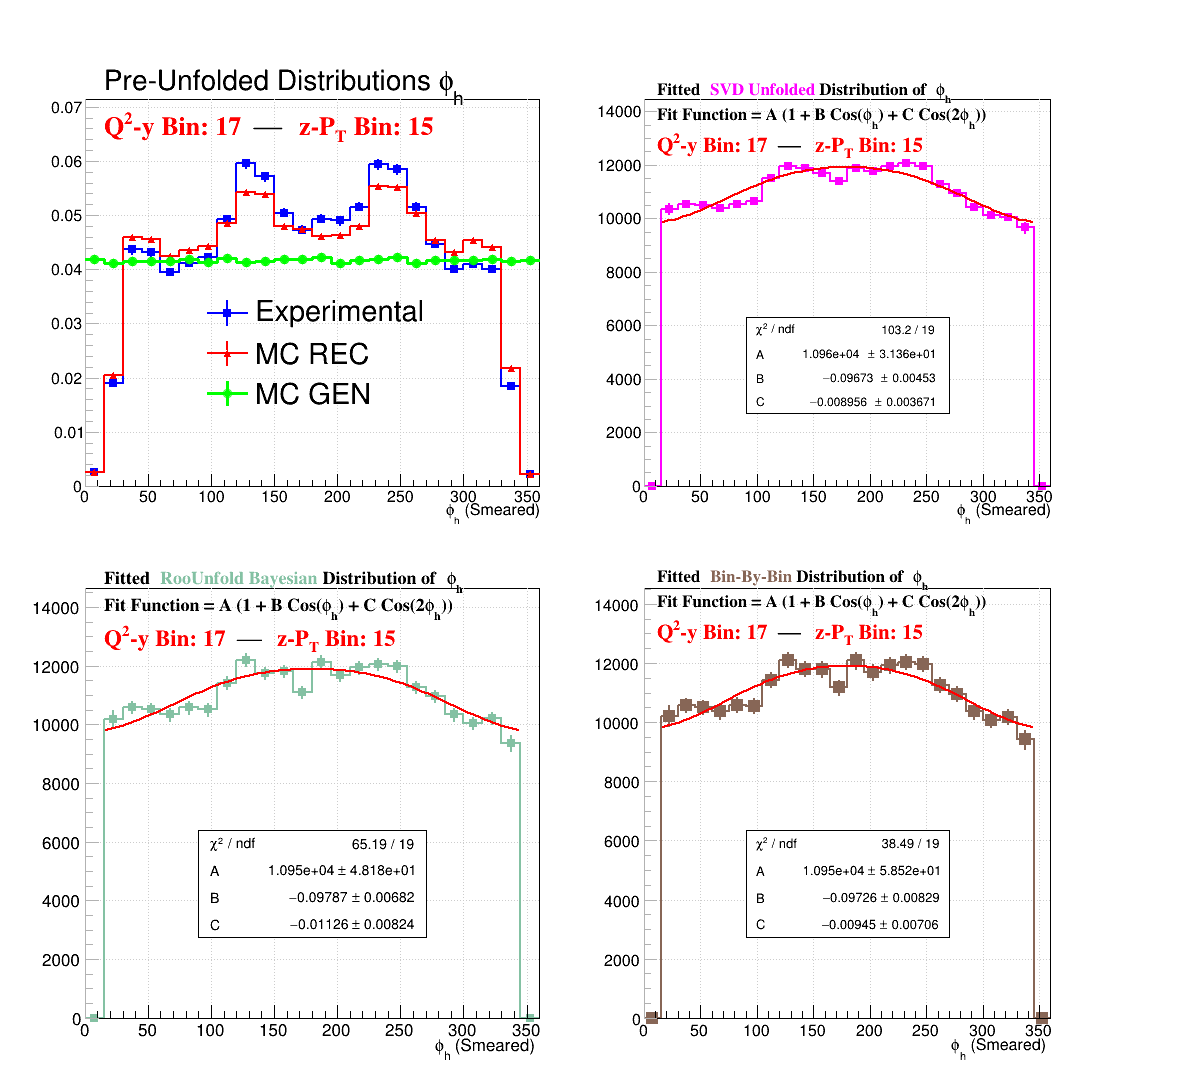 Pre-Unfolded Distributions ϕh
Q²-y Bin: 17 — z-PT Bin: 15
0.07
0.06
0.05
0.04
0.03
0.02
0.01
0
Experimental
MC REC
MC GEN
0 50 100 150 200 250 300 350
ϕh (Smeared)
Fitted SVD Unfolded Distribution of ϕh
Fit Function = A (1 + B Cos(ϕh) + C Cos(2ϕh))
Q²-y Bin: 17 — z-PT Bin: 15
14000
12000
10000
8000
6000
4000
2000
0
χ² / ndf 103.2 / 19
A 1.096e+04 ± 3.136e+01
B −0.09673 ± 0.00453
C −0.008956 ± 0.003671
0 50 100 150 200 250 300 350
ϕh (Smeared)
Fitted RooUnfold Bayesian Distribution of ϕh
Fit Function = A (1 + B Cos(ϕh) + C Cos(2ϕh))
Q²-y Bin: 17 — z-PT Bin: 15
14000
12000
10000
8000
6000
4000
2000
0
χ² / ndf 65.19 / 19
A 1.095e+04 ± 4.818e+01
B −0.09787 ± 0.00682
C −0.01126 ± 0.00824
0 50 100 150 200 250 300 350
ϕh (Smeared)
Fitted Bin-By-Bin Distribution of ϕh
Fit Function = A (1 + B Cos(ϕh) + C Cos(2ϕh))
Q²-y Bin: 17 — z-PT Bin: 15
14000
12000
10000
8000
6000
4000
2000
0
χ² / ndf 38.49 / 19
A 1.095e+04 ± 5.852e+01
B −0.09726 ± 0.00829
C −0.00945 ± 0.00706
0 50 100 150 200 250 300 350
ϕh (Smeared)